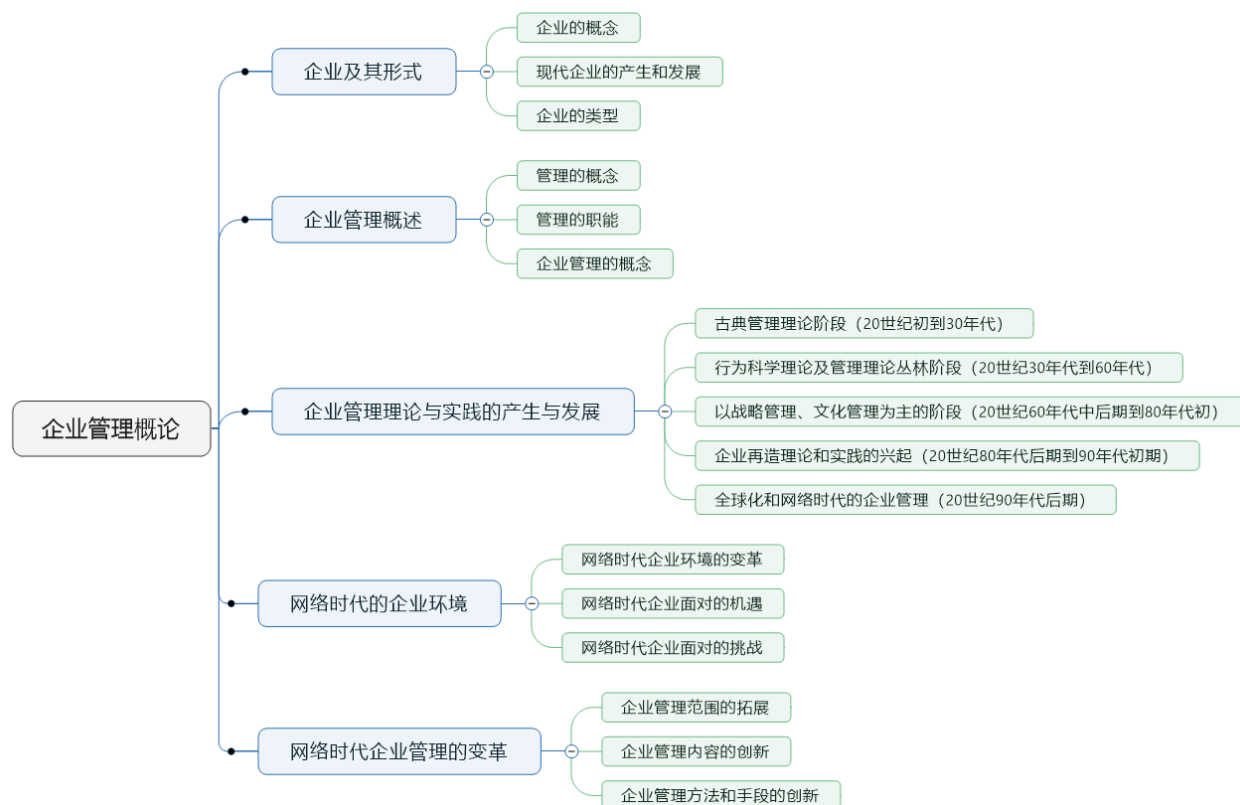 企业管理概论
企业及其形式
企业的概念
现代企业的产生和发展
企业的类型
企业管理概述
管理的概念
管理的职能
企业管理的概念
企业管理理论与实践的产生与发展
古典管理理论阶段（20世纪初到30年代）
行为科学理论及管理理论丛林阶段（20世纪30年代到60年代）
以战略管理、文化管理为主的阶段（20世纪60年代中后期到80年代初）
企业再造理论和实践的兴起（20世纪80年代后期到90年代初期）
全球化和网络时代的企业管理（20世纪90年代后期）
网络时代的企业环境
网络时代企业环境的变革
网络时代企业面对的机遇
网络时代企业面对的挑战
网络时代企业管理的变革
企业管理范围的拓展
企业管理内容的创新
企业管理方法和手段的创新